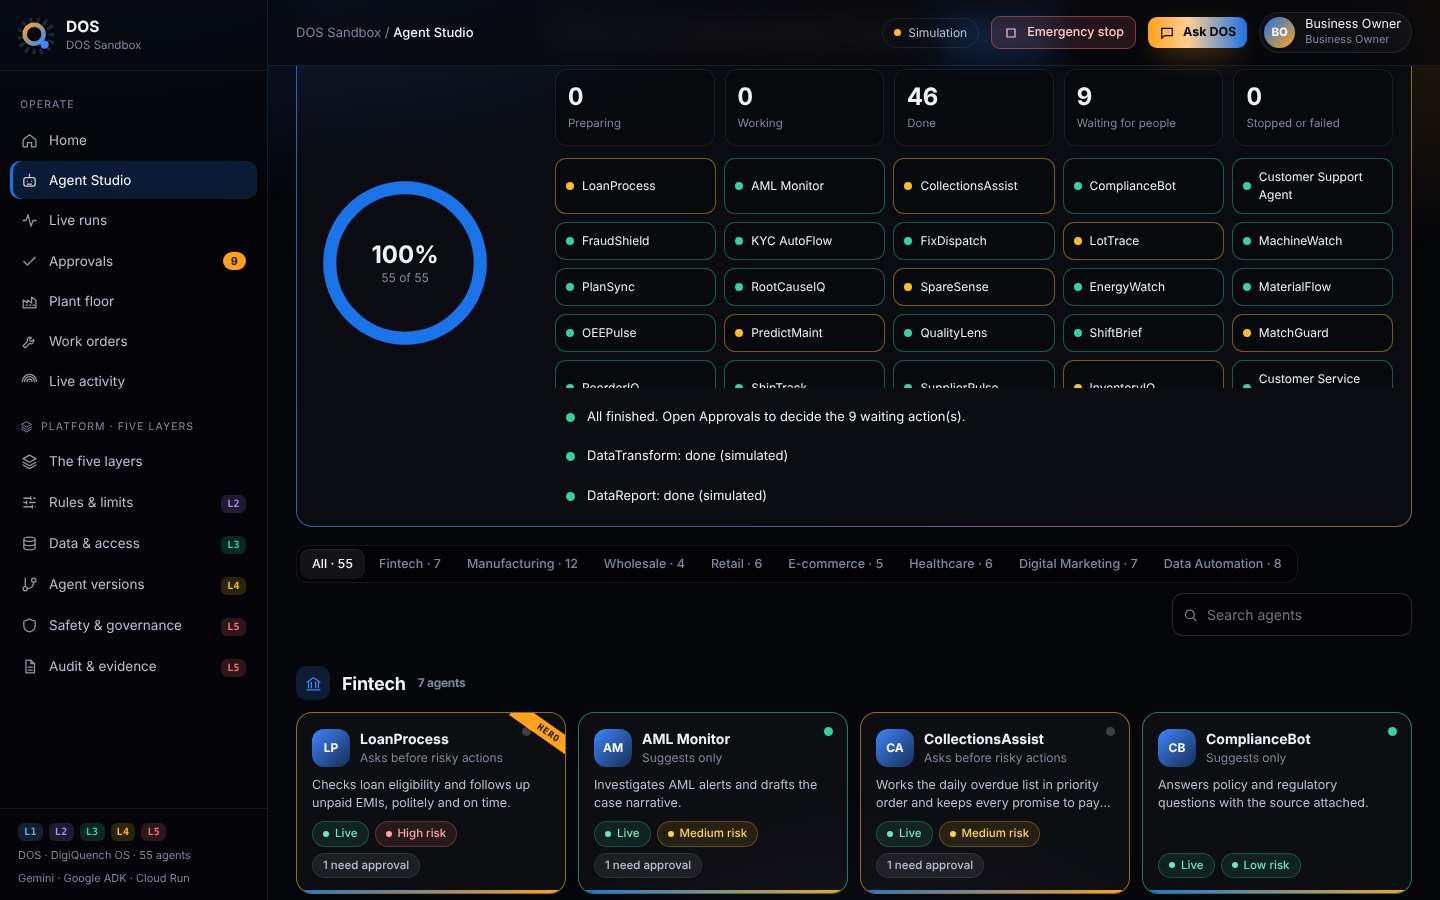 DOS
DOS Sandbox
OPERATE
Home
Agent Studio
Live runs
Approvals
9
Plant floor
Work orders
Live activity
PLATFORM · FIVE LAYERS
The five layers
Rules & limits
L2
Data & access
L3
Agent versions
L4
Safety & governance
L5
Audit & evidence
L5
L1 L2 L3 L4 L5
DOS · DigiQuench OS · 55 agents
Gemini · Google ADK · Cloud Run
DOS Sandbox / Agent Studio
Simulation
Emergency stop
Ask DOS
BO
Business Owner
Business Owner
0
Preparing
0
Working
46
Done
9
Waiting for people
0
Stopped or failed
100%
55 of 55
LoanProcess
AML Monitor
CollectionsAssist
ComplianceBot
Customer Support
Agent
FraudShield
KYC AutoFlow
FixDispatch
LotTrace
MachineWatch
PlanSync
RootCauseIQ
SpareSense
EnergyWatch
MaterialFlow
OEEPulse
PredictMaint
QualityLens
ShiftBrief
MatchGuard
ReorderIQ
ShipTrack
SupplierPulse
InventoryIQ
Customer Service
All finished. Open Approvals to decide the 9 waiting action(s).
DataTransform: done (simulated)
DataReport: done (simulated)
All · 55
Fintech · 7
Manufacturing · 12
Wholesale · 4
Retail · 6
E-commerce · 5
Healthcare · 6
Digital Marketing · 7
Data Automation · 8
Search agents
Fintech
7 agents
HERO
LP
LoanProcess
Asks before risky actions
Checks loan eligibility and follows up
unpaid EMIs, politely and on time.
Live
High risk
1 need approval
AM
AML Monitor
Suggests only
Investigates AML alerts and drafts the
case narrative.
Live
Medium risk
1 need approval
CA
CollectionsAssist
Asks before risky actions
Works the daily overdue list in priority
order and keeps every promise to pay...
Live
Medium risk
1 need approval
CB
ComplianceBot
Suggests only
Answers policy and regulatory
questions with the source attached.
Live
Low risk